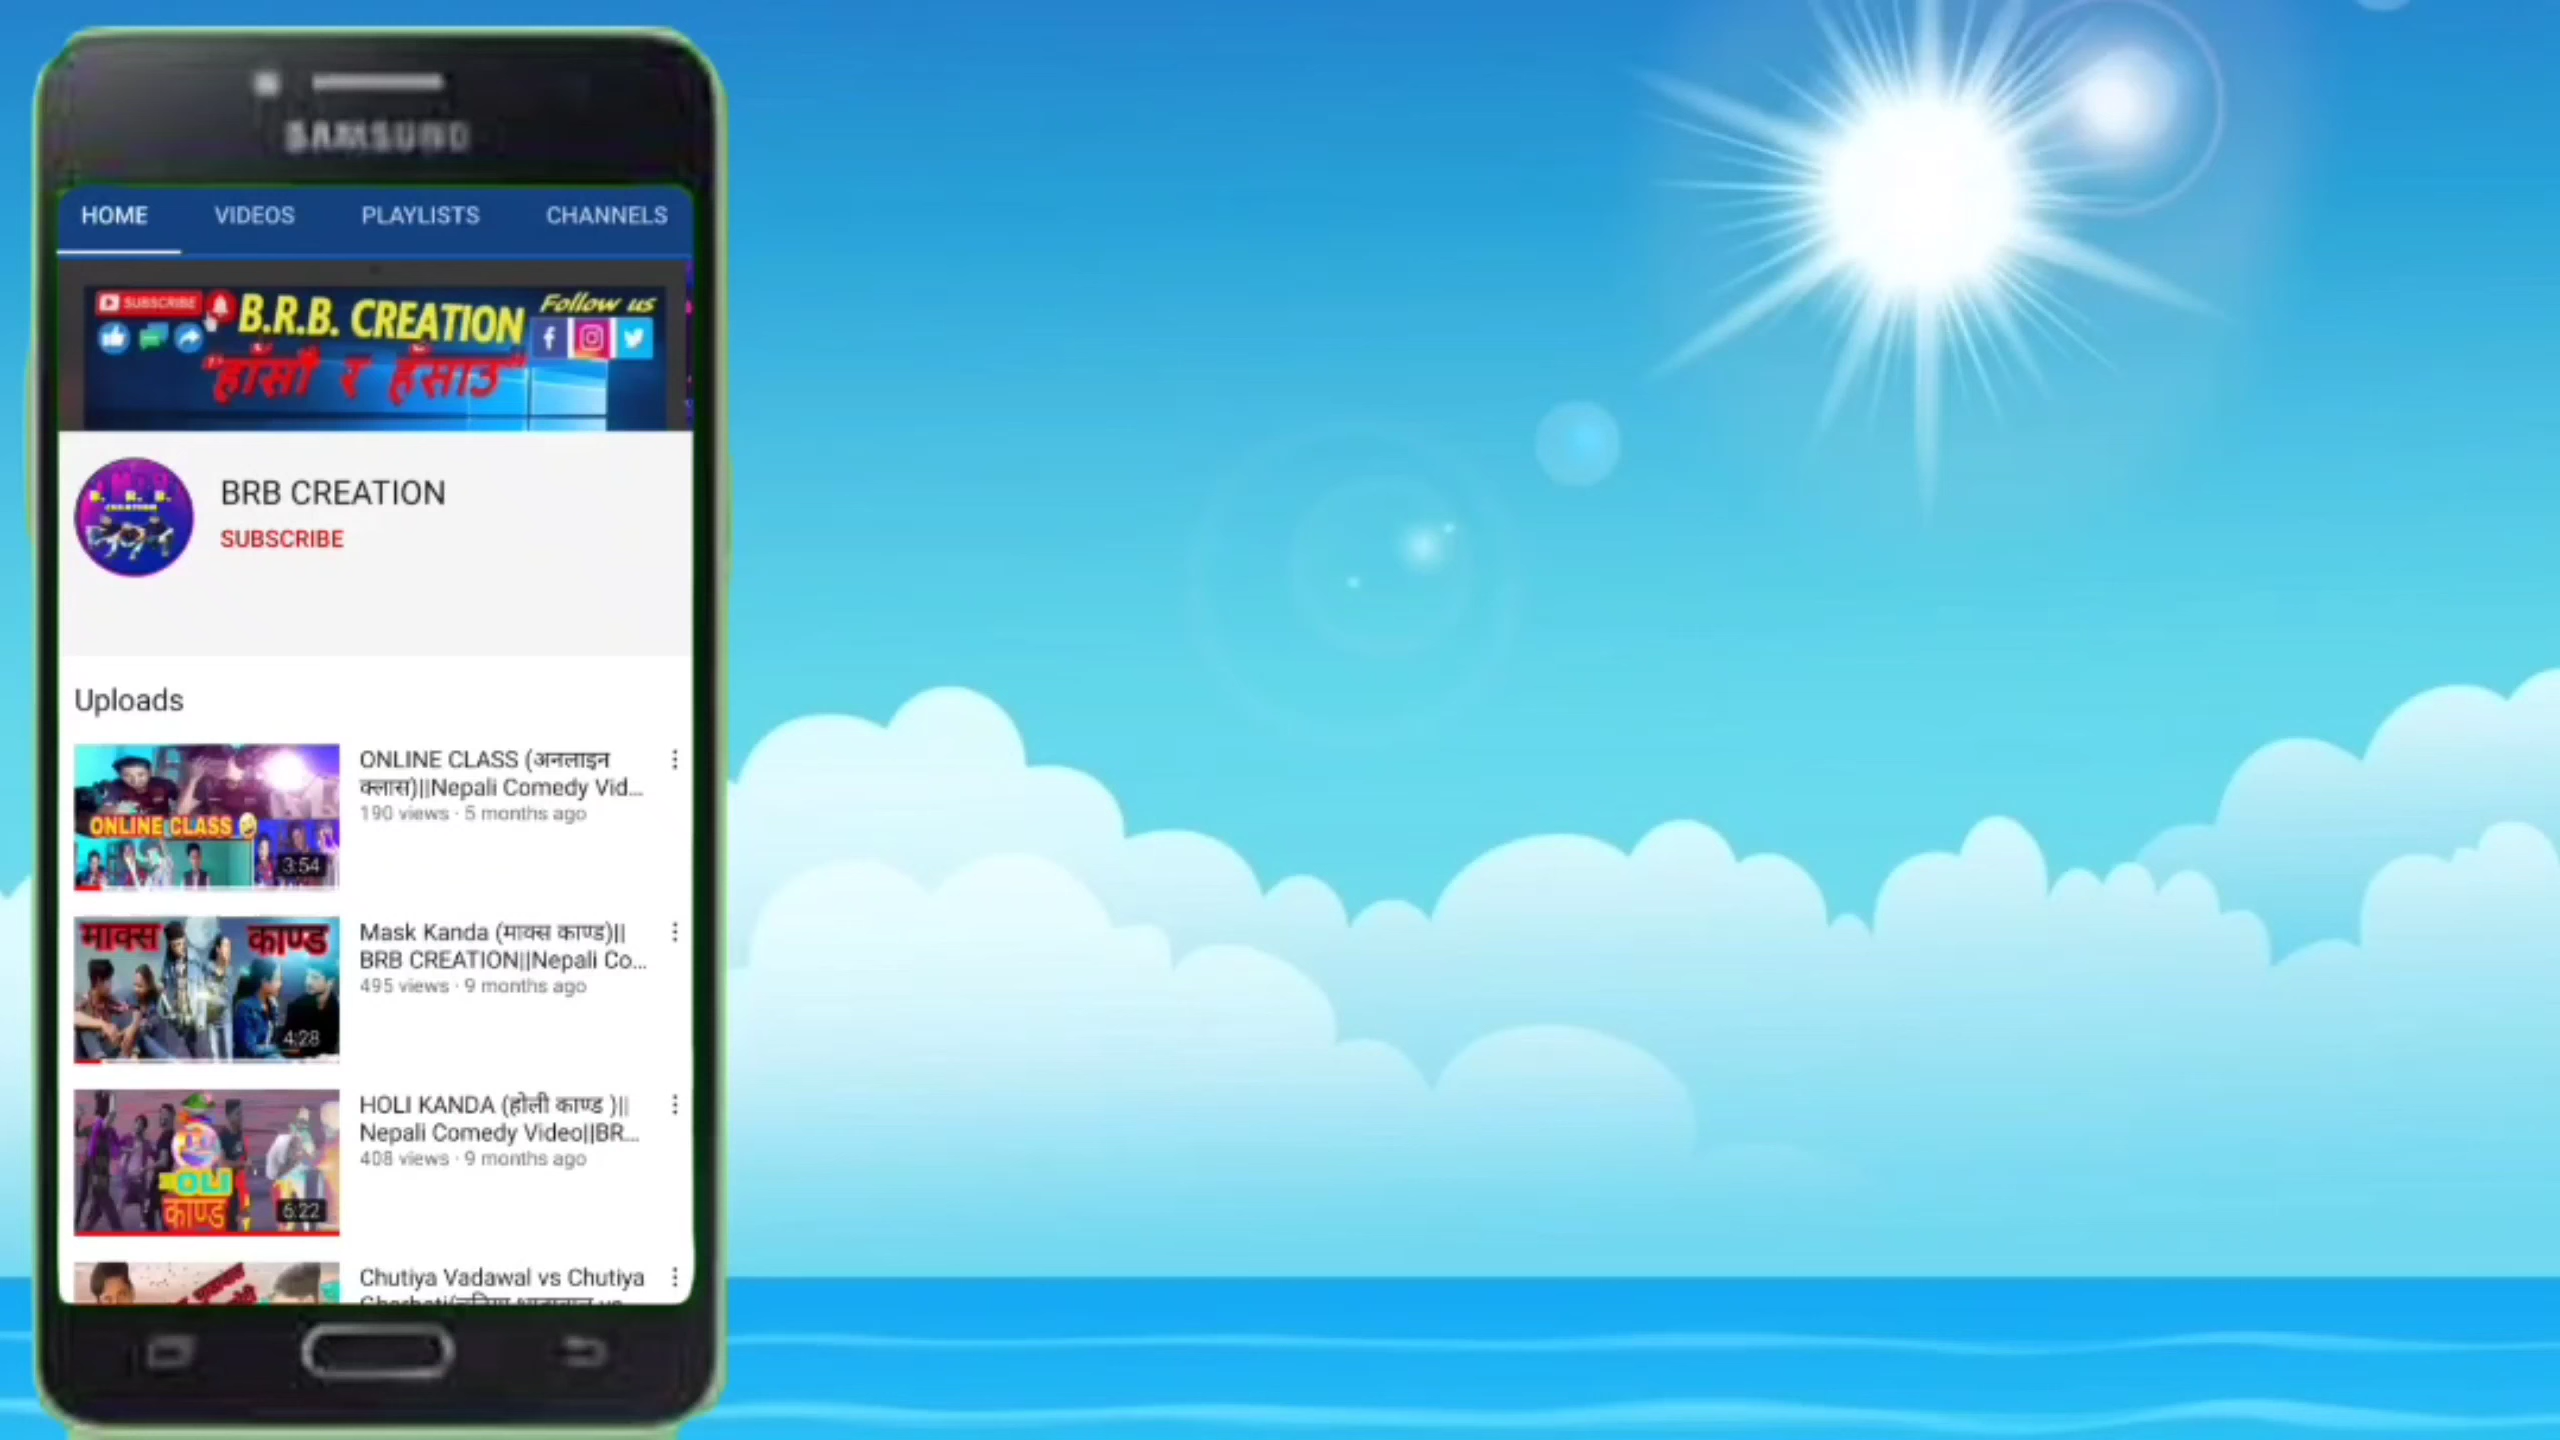 SAMSUNG
HOME VIDEOS PLAYLISTS CHANNELS
SUBSCRIBE
B.R.B. CREATION
Follow us
"हाँसौं र हँसाउ"
B. R. B.
CREATION
BRB CREATION
SUBSCRIBE
Uploads
ONLINE CLASS
3:54
ONLINE CLASS (अनलाइन
क्लास)||Nepali Comedy Vid...
190 views · 5 months ago
माक्स काण्ड
4:28
Mask Kanda (माक्स काण्ड)||
BRB CREATION||Nepali Co...
495 views · 9 months ago
OLI
काण्ड
6:22
HOLI KANDA (होली काण्ड )||
Nepali Comedy Video||BR...
408 views · 9 months ago
Chutiya Vadawal vs Chutiya